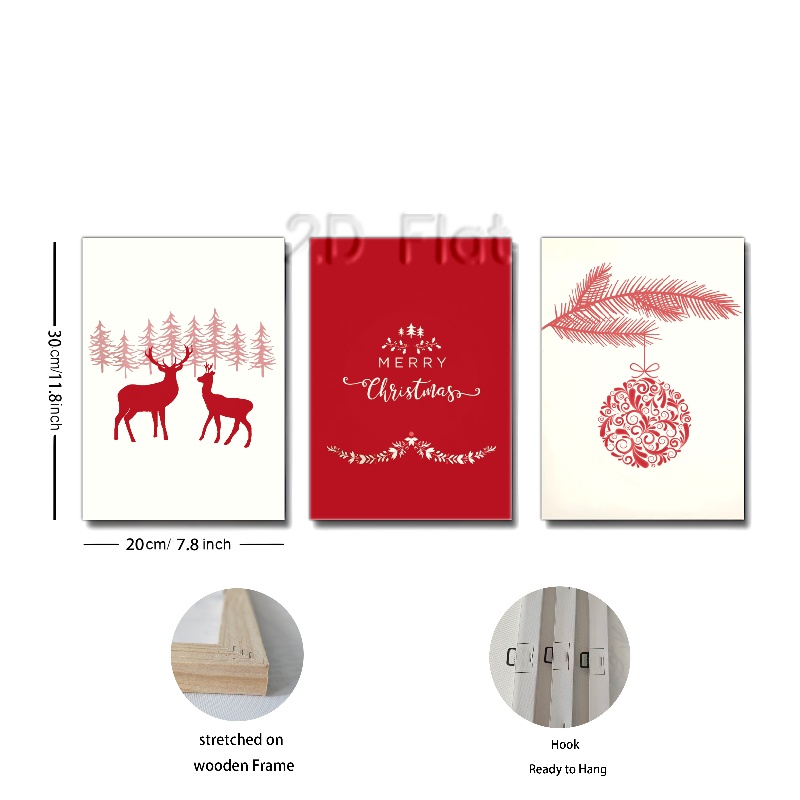 2D Flat
MERRY
Christmas
30cm/11.8inch
20cm/ 7.8 inch
stretched on
wooden Frame
Hook
Ready to Hang